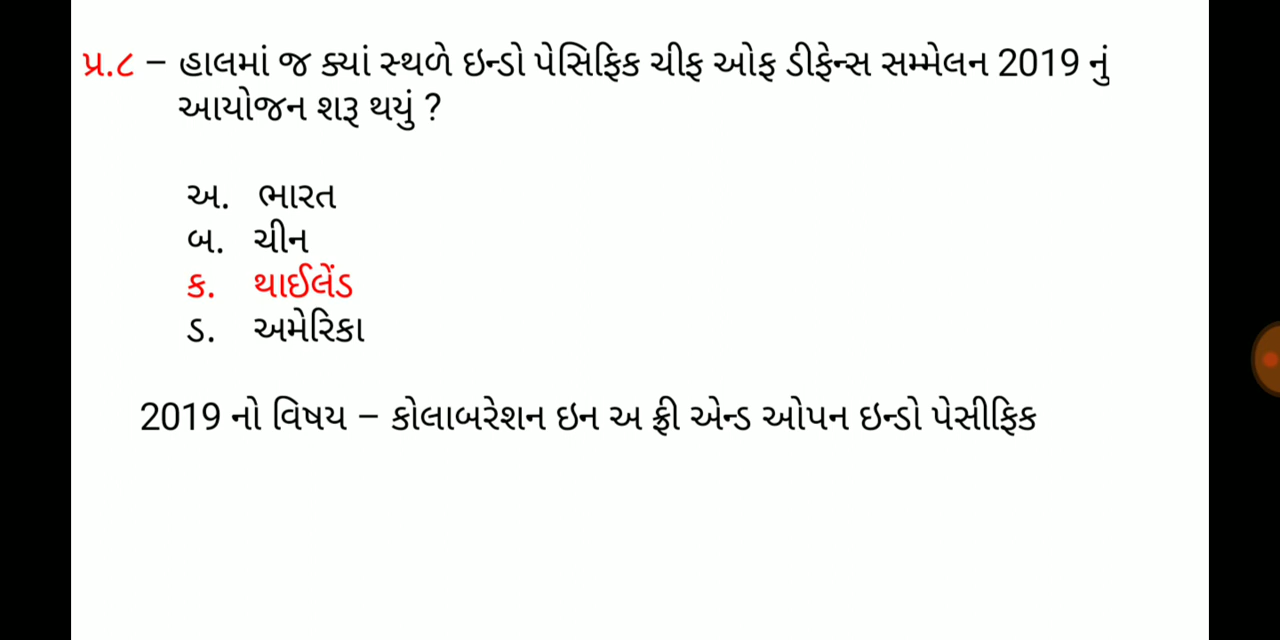 પ્ર.૮ – હાલમાં જ ક્યાં સ્થળે ઇન્ડો પેસિફિક ચીફ ઓફ ડીફેન્સ સમ્મેલન 2019 નું
આયોજન શરૂ થયું ?
અ. ભારત
બ. ચીન
ક. થાઈલેંડ
ડ. અમેરિકા
2019 નો વિષય – કોલાબરેશન ઇન અ ફ્રી એન્ડ ઓપન ઇન્ડો પેસીફિક